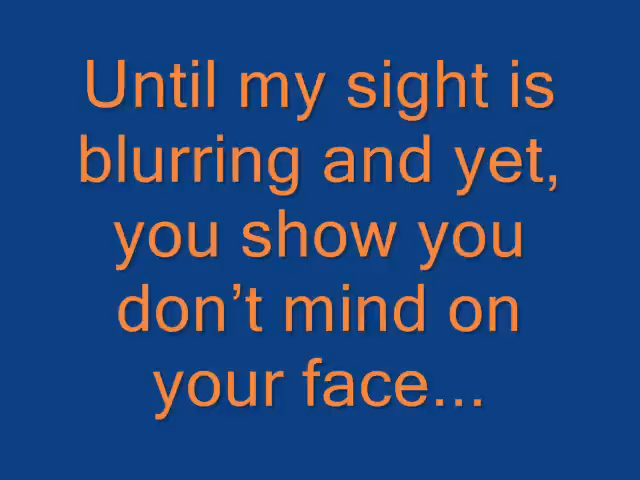 Until my sight is
blurring and yet,
you show you
don’t mind on
your face...